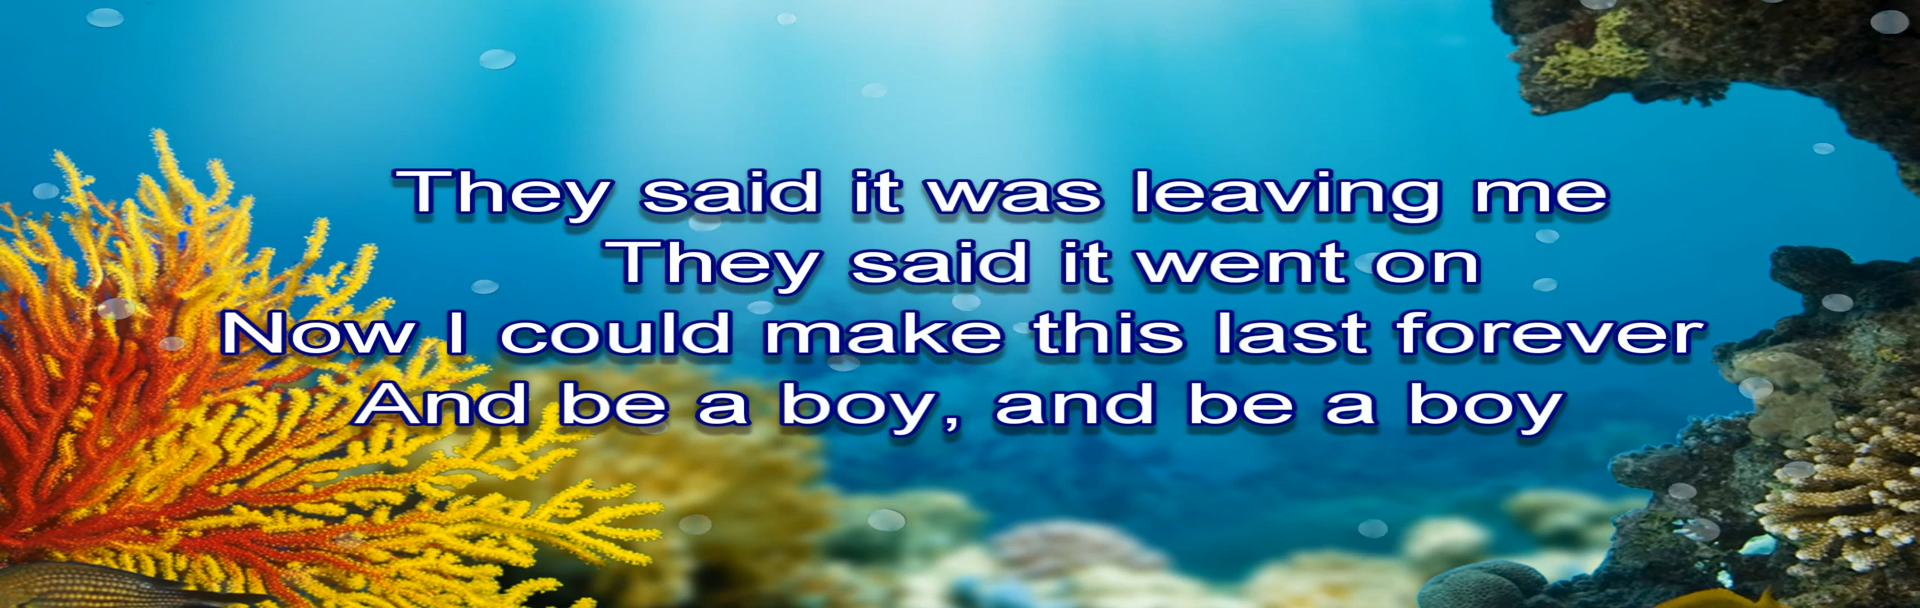 They said it was leaving me
They said it went on
Now I could make this last forever
And be a boy, and be a boy